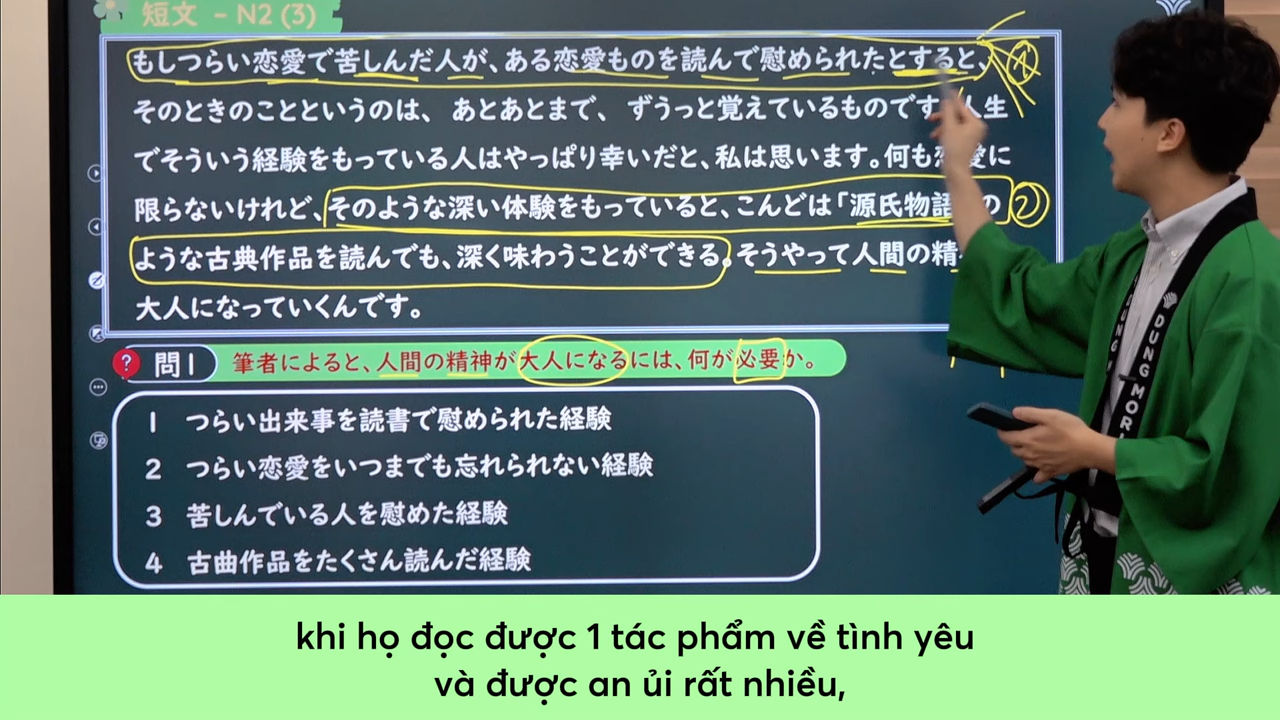 短文 - N2 (3)
もしつらい恋愛で苦しんだ人が、ある恋愛ものを読んで慰められたとすると、
①
そのときのことというのは、あとあとまで、ずうっと覚えているものです
人生
でそういう経験をもっている人はやっぱり幸いだと、私は思います。何も恋愛に
限らないけれど、そのような深い体験をもっていると、こんどは「源氏物語
の
②
ような古典作品を読んでも、深く味わうことができる。そうやって人間の精
大人になっていくんです。
? 問1 筆者によると、人間の精神が大人になるには、何が必要か。
1 つらい出来事を読書で慰められた経験
2 つらい恋愛をいつまでも忘れられない経験
3 苦しんでいる人を慰めた経験
4 古曲作品をたくさん読んだ経験
DUNG MORI
khi họ đọc được 1 tác phẩm về tình yêu
và được an ủi rất nhiều,